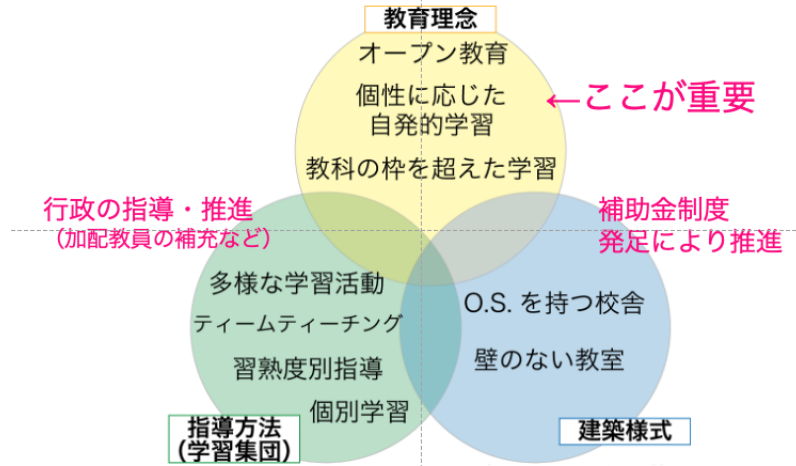 教育理念
オープン教育
個性に応じた
自発的学習
教科の枠を超えた学習
←ここが重要
行政の指導・推進
（加配教員の補充など）
補助金制度
発足により推進
多様な学習活動
ティームティーチング
習熟度別指導
個別学習
指導方法
（学習集団）
O.S. を持つ校舎
壁のない教室
建築様式